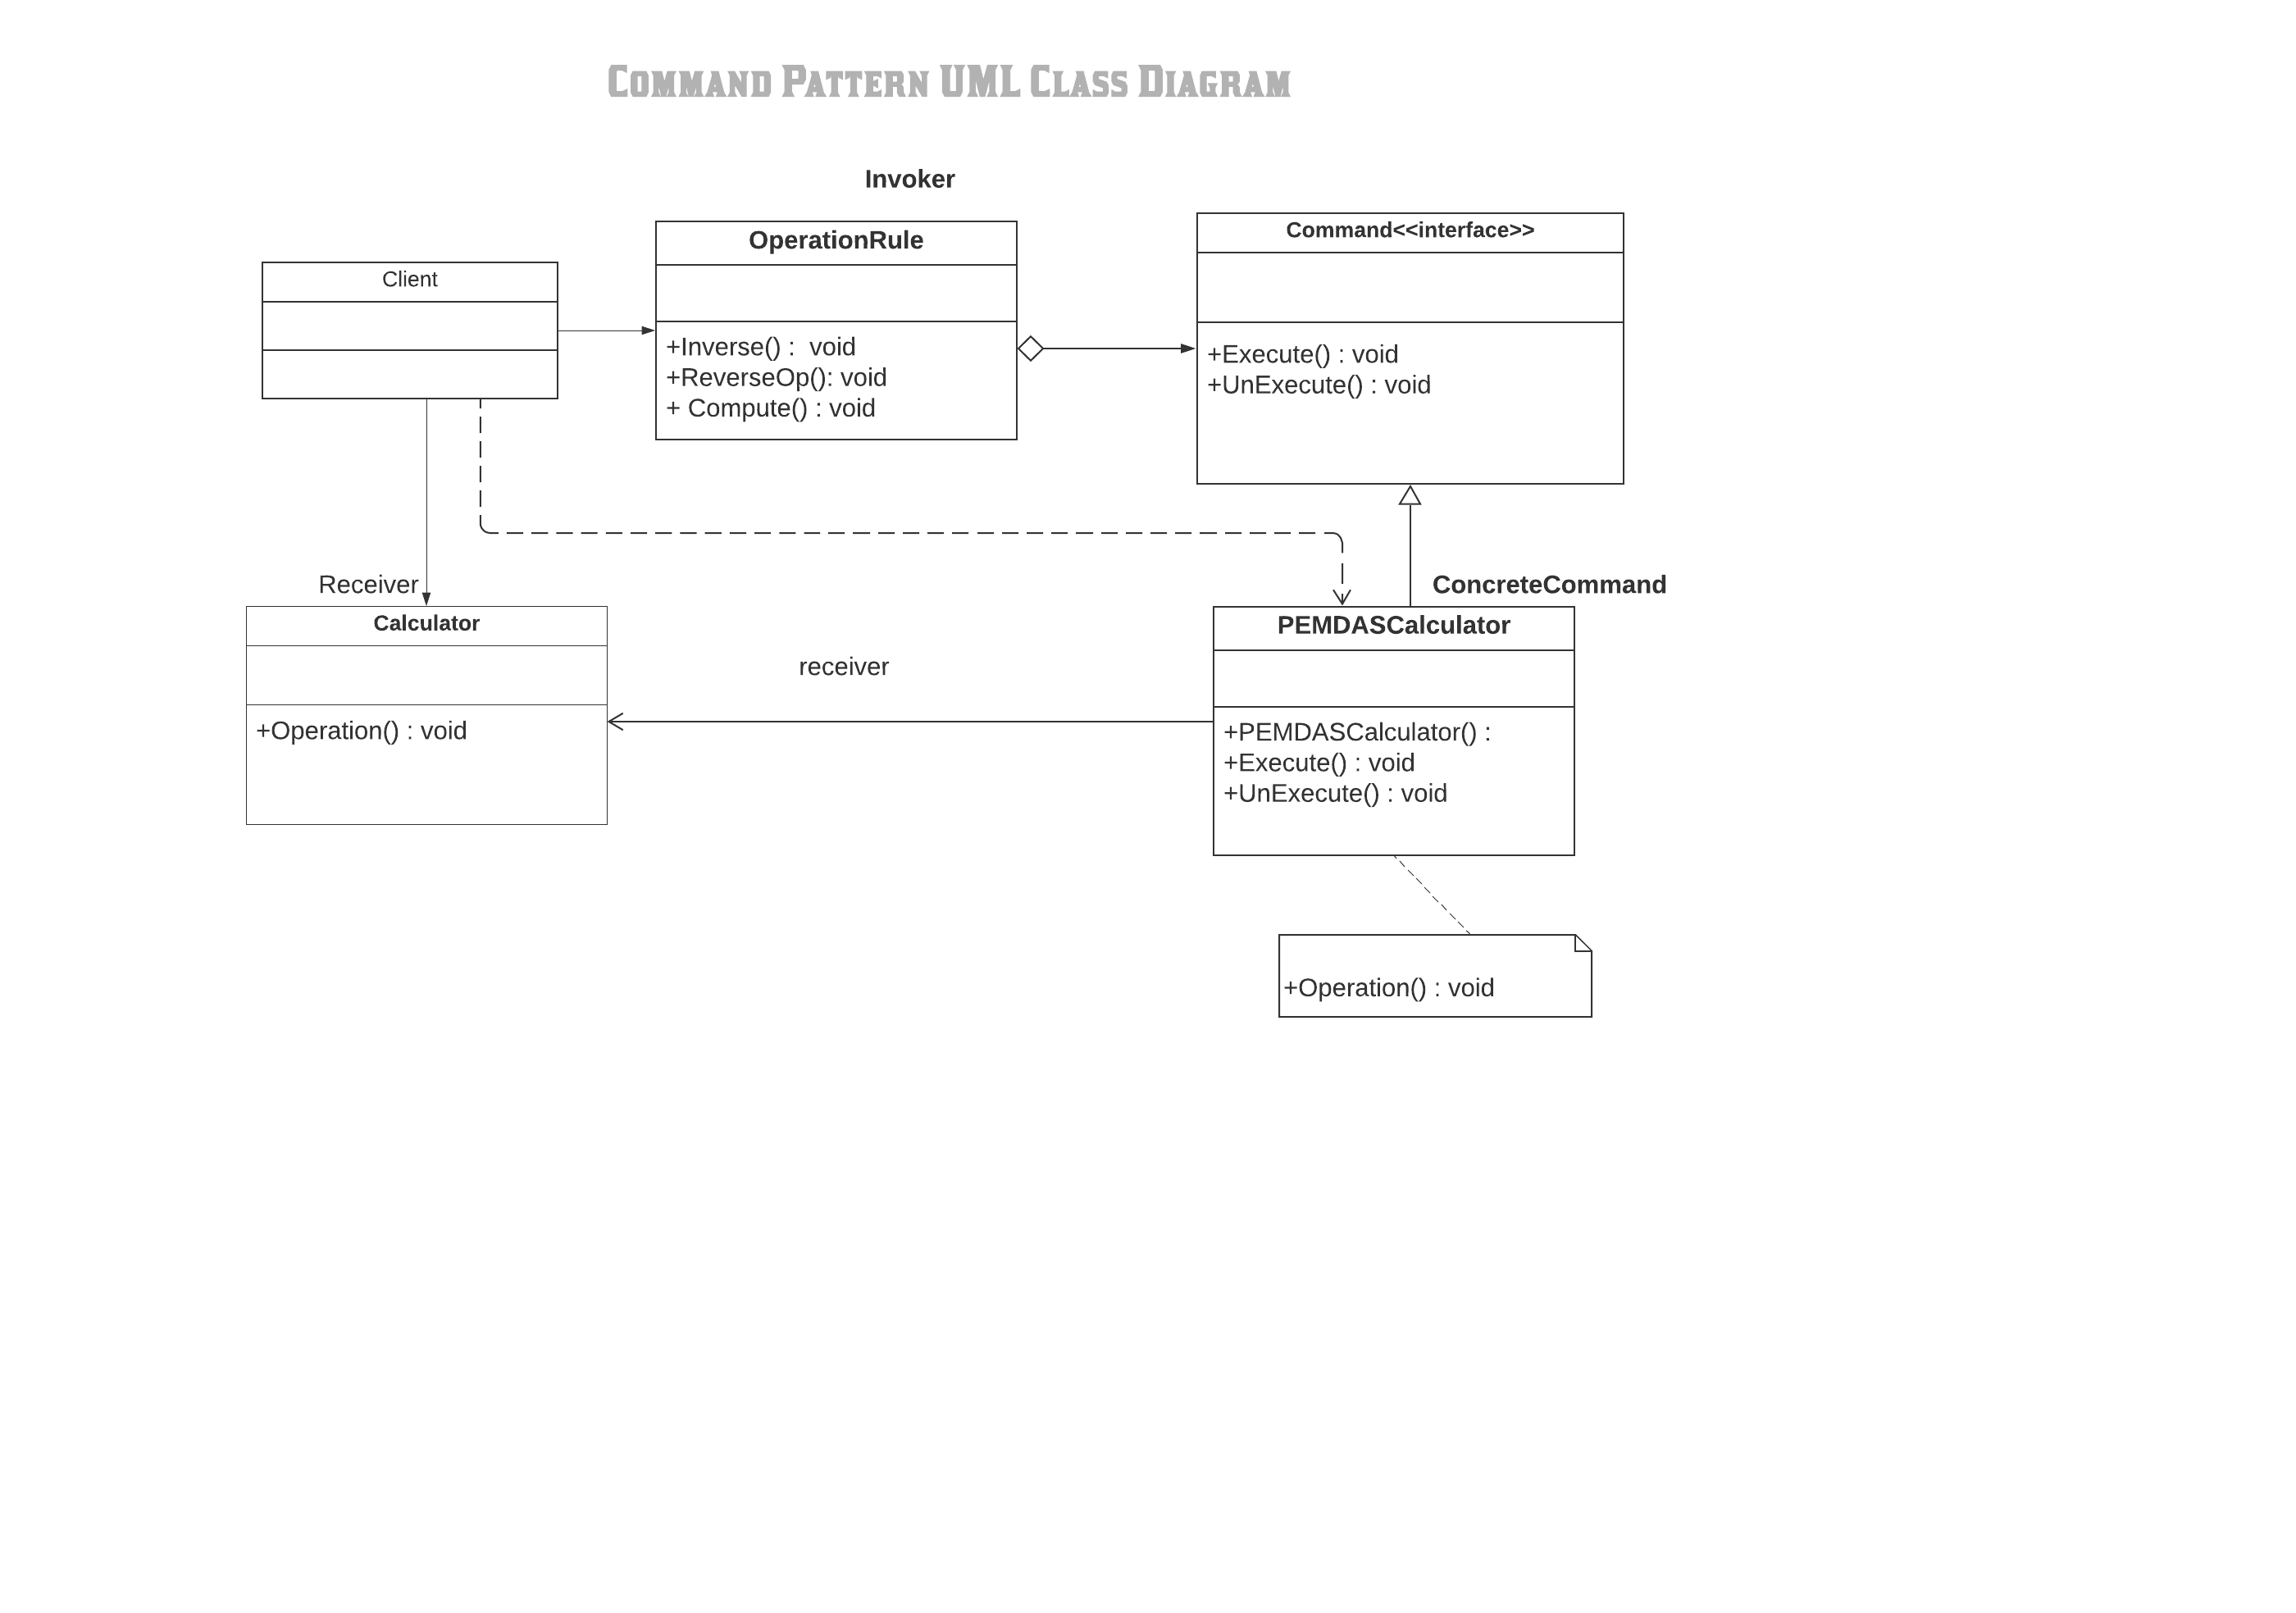 Command Pattern UML Class Diagram
Invoker
OperationRule
+Inverse() :  void
+ReverseOp(): void
+ Compute() : void
Command<<interface>>
+Execute() : void
+UnExecute() : void
Client
Receiver
Calculator
+Operation() : void
receiver
ConcreteCommand
PEMDASCalculator
+PEMDASCalculator() :
+Execute() : void
+UnExecute() : void
+Operation() : void